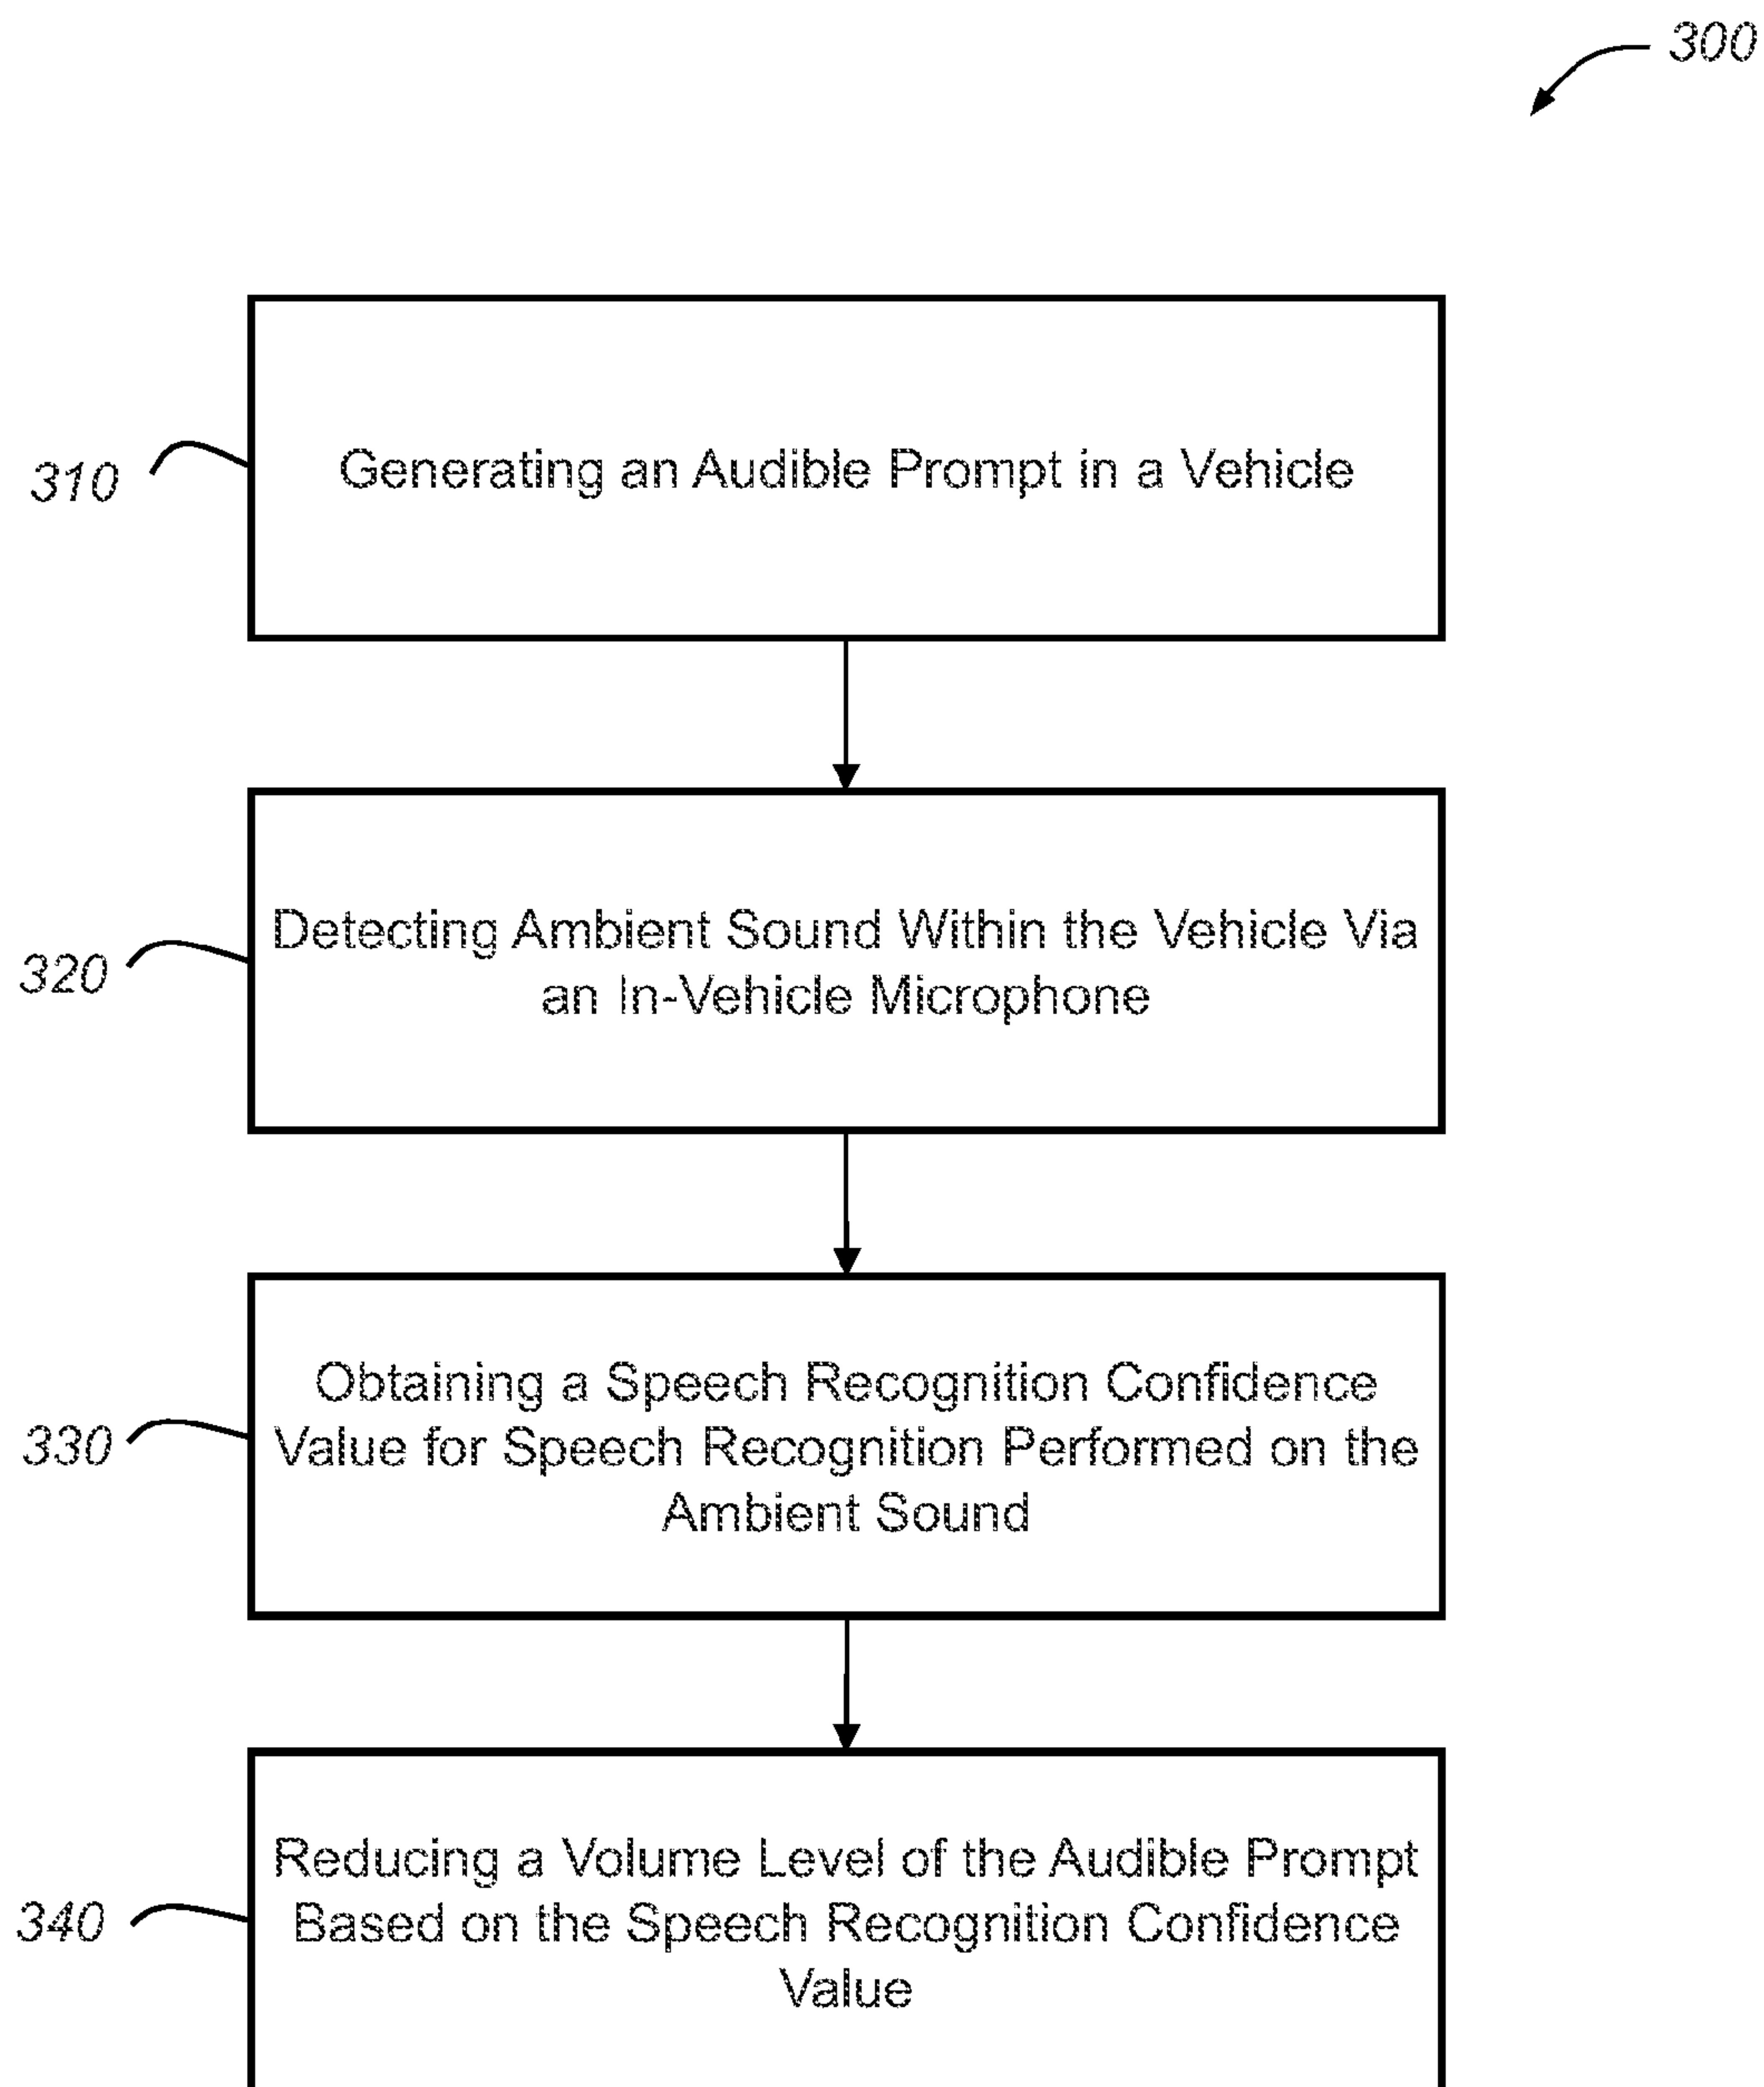 300
310
Generating an Audible Prompt in a Vehicle
320
Detecting Ambient Sound Within the Vehicle Via
an In-Vehicle Microphone
330
Obtaining a Speech Recognition Confidence
Value for Speech Recognition Performed on the
Ambient Sound
340
Reducing a Volume Level of the Audible Prompt
Based on the Speech Recognition Confidence
Value